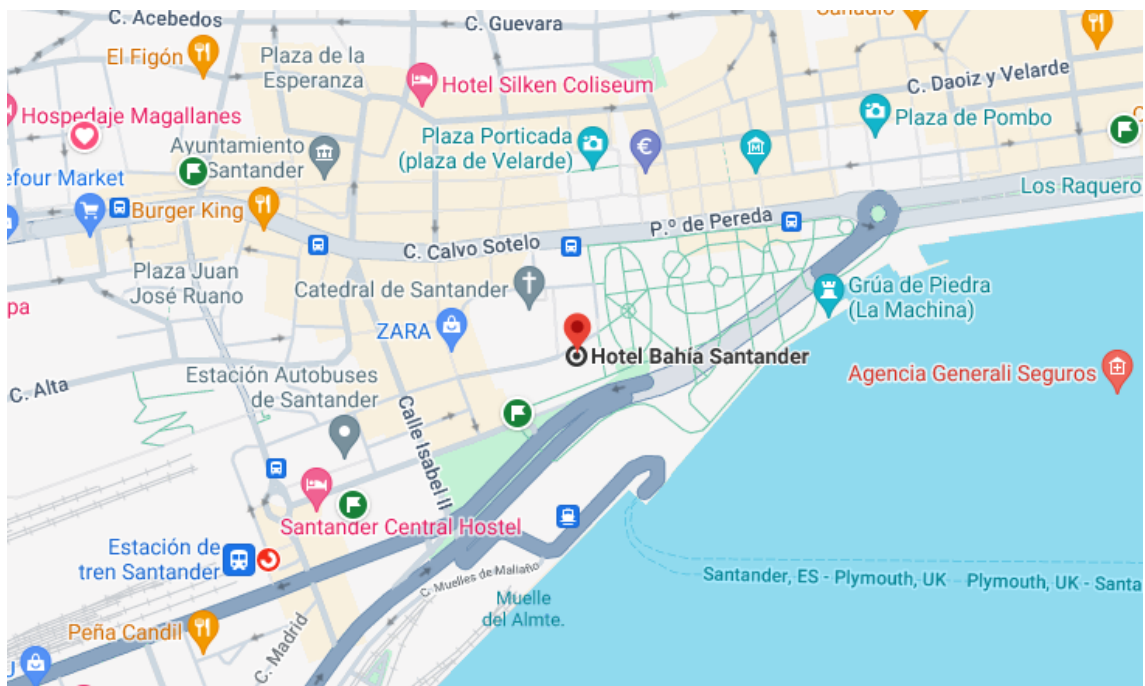 C. Acebedos
C. Guevara
El Figón
Plaza de la
Esperanza
Hotel Silken Coliseum
C. Daoiz y Velarde
Hospedaje Magallanes
Plaza Porticada
(plaza de Velarde)
€
M
Plaza de Pombo
Ayuntamiento
Santander
efour Market
Burger King
Los Raquero
P.º de Pereda
C. Calvo Sotelo
Plaza Juan
José Ruano
Catedral de Santander
Grúa de Piedra
(La Machina)
pa
ZARA
Hotel Bahía Santander
C. Alta
Estación Autobuses
de Santander
Agencia Generali Seguros
Calle Isabel II
Santander Central Hostel
Estación de
tren Santander
Santander, ES - Plymouth, UK
Plymouth, UK - Santa
C. Muelles de Maliaño
Muelle
del Almte.
Peña Candil
C. Madrid
U